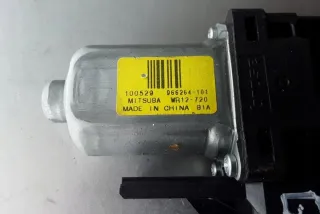 100529 966264-101
MITSUBA WR12-720
MADE IN CHINA 81A